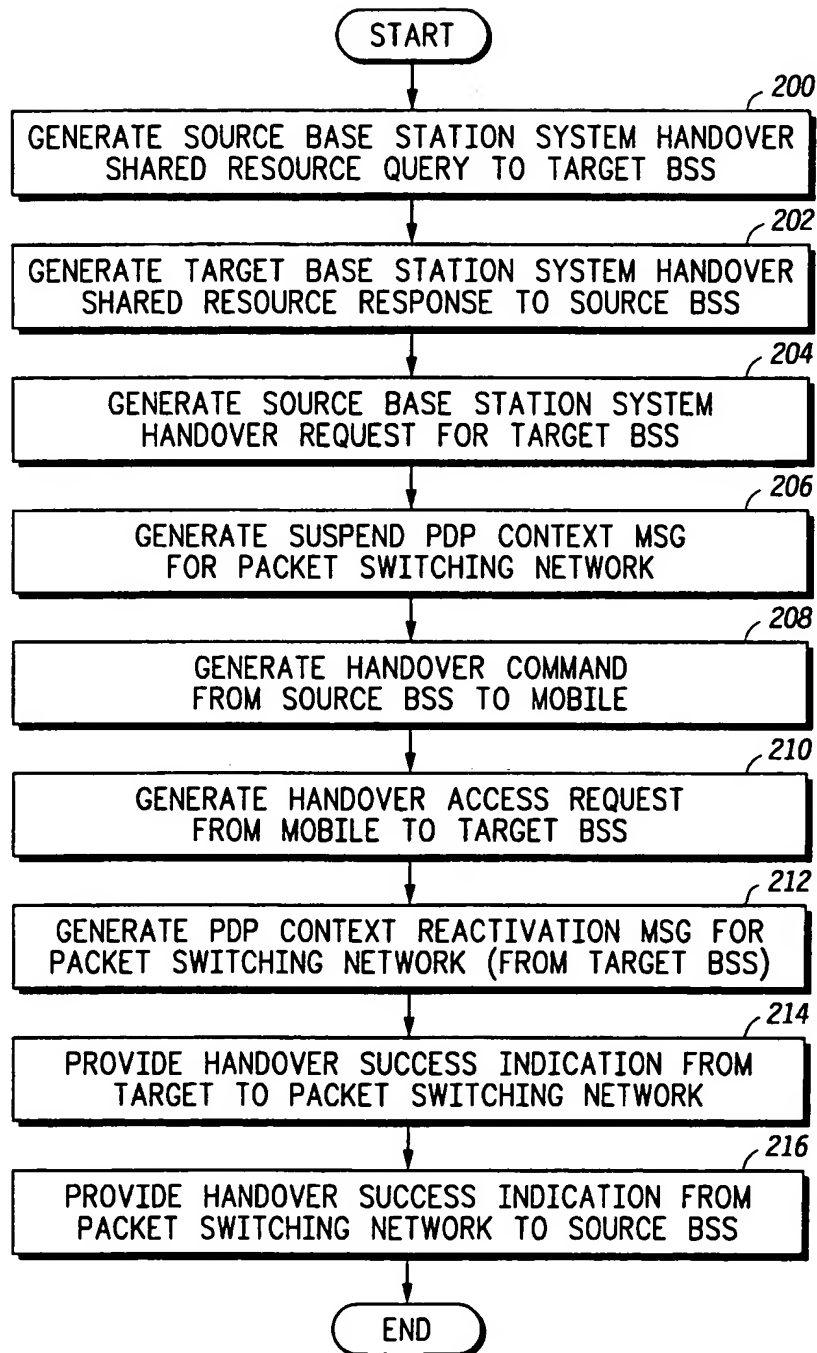 START
200
GENERATE SOURCE BASE STATION SYSTEM HANDOVER
SHARED RESOURCE QUERY TO TARGET BSS
202
GENERATE TARGET BASE STATION SYSTEM HANDOVER
SHARED RESOURCE RESPONSE TO SOURCE BSS
204
GENERATE SOURCE BASE STATION SYSTEM
HANDOVER REQUEST FOR TARGET BSS
206
GENERATE SUSPEND PDP CONTEXT MSG
FOR PACKET SWITCHING NETWORK
208
GENERATE HANDOVER COMMAND
FROM SOURCE BSS TO MOBILE
210
GENERATE HANDOVER ACCESS REQUEST
FROM MOBILE TO TARGET BSS
212
GENERATE PDP CONTEXT REACTIVATION MSG FOR
PACKET SWITCHING NETWORK (FROM TARGET BSS)
214
PROVIDE HANDOVER SUCCESS INDICATION FROM
TARGET TO PACKET SWITCHING NETWORK
216
PROVIDE HANDOVER SUCCESS INDICATION FROM
PACKET SWITCHING NETWORK TO SOURCE BSS
END